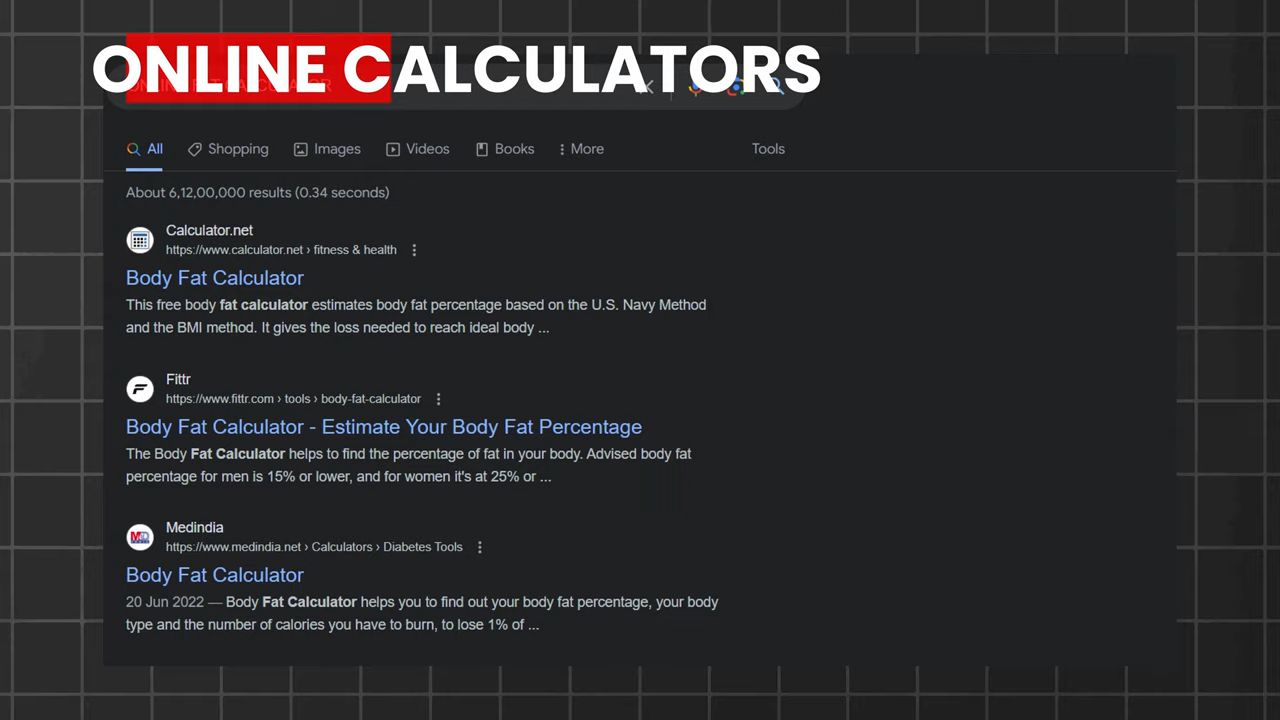 ONLINE CALCULATORS
All Shopping Images Videos Books More Tools
About 6,12,00,000 results (0.34 seconds)
Calculator.net
https://www.calculator.net › fitness & health
Body Fat Calculator
This free body fat calculator estimates body fat percentage based on the U.S. Navy Method
and the BMI method. It gives the loss needed to reach ideal body ...
Fittr
https://www.fittr.com › tools › body-fat-calculator
Body Fat Calculator - Estimate Your Body Fat Percentage
The Body Fat Calculator helps to find the percentage of fat in your body. Advised body fat
percentage for men is 15% or lower, and for women it's at 25% or ...
Medindia
https://www.medindia.net › Calculators › Diabetes Tools
Body Fat Calculator
20 Jun 2022 — Body Fat Calculator helps you to find out your body fat percentage, your body
type and the number of calories you have to burn, to lose 1% of ...